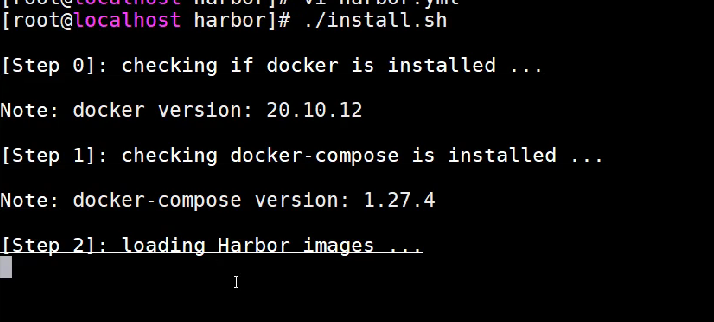 [root@localhost harbor]# vi harbor.yml
[root@localhost harbor]# ./install.sh
[Step 0]: checking if docker is installed ...
Note: docker version: 20.10.12
[Step 1]: checking docker-compose is installed ...
Note: docker-compose version: 1.27.4
[Step 2]: loading Harbor images ...